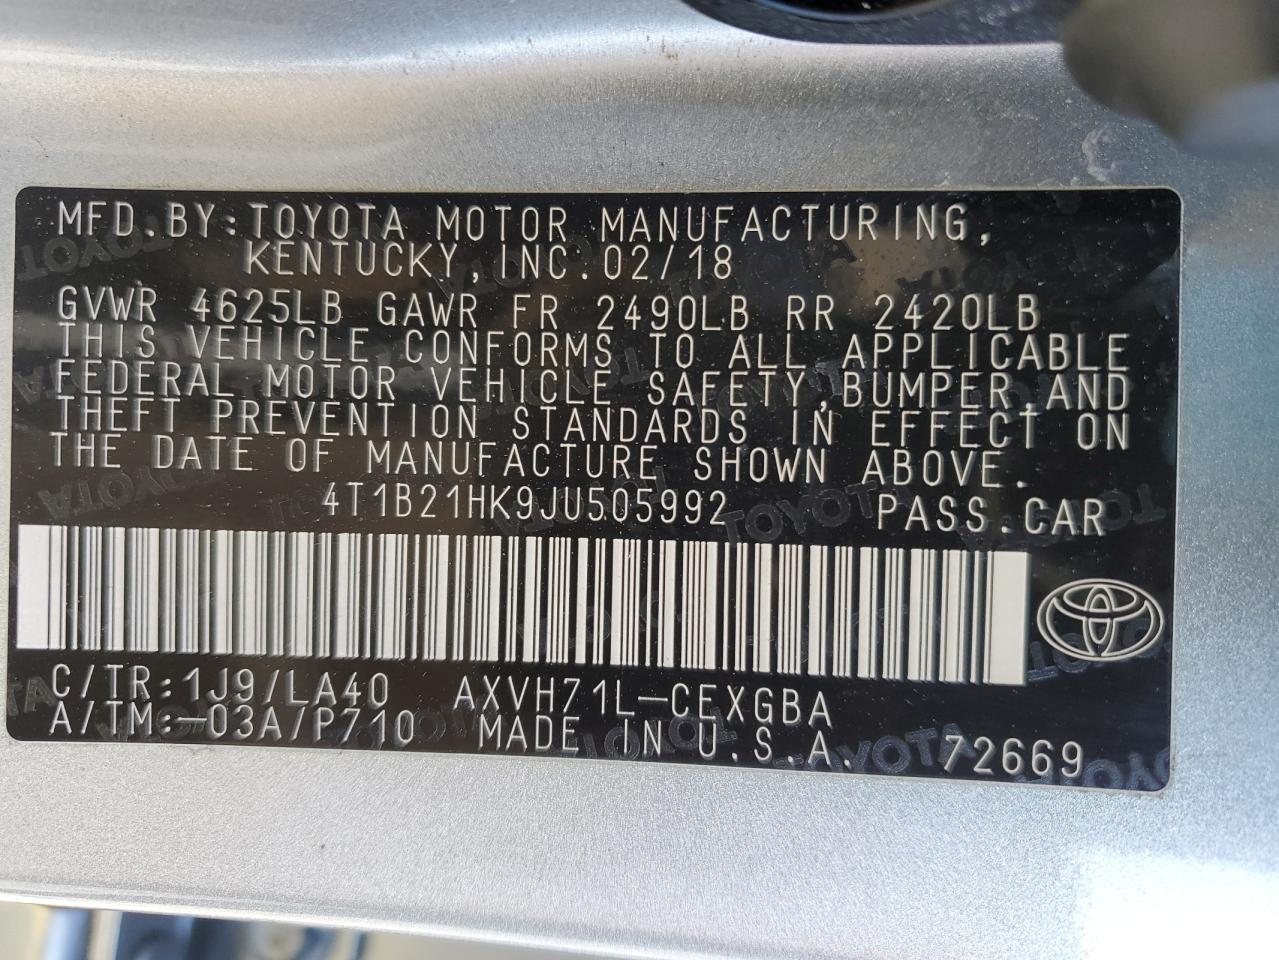 MFD.BY:TOYOTA MOTOR MANUFACTURING,
KENTUCKY,INC.02/18
GVWR 4625LB GAWR FR 2490LB RR 2420LB
THIS VEHICLE CONFORMS TO ALL APPLICABLE
FEDERAL MOTOR VEHICLE SAFETY,BUMPER,AND
THEFT PREVENTION STANDARDS IN EFFECT ON
THE DATE OF MANUFACTURE SHOWN ABOVE.
4T1B21HK9JU505992 PASS.CAR
C/TR:1J9/LA40 AXVH71L-CEXGBA
A/TM:-03A/P710 MADE IN U.S.A. 72669